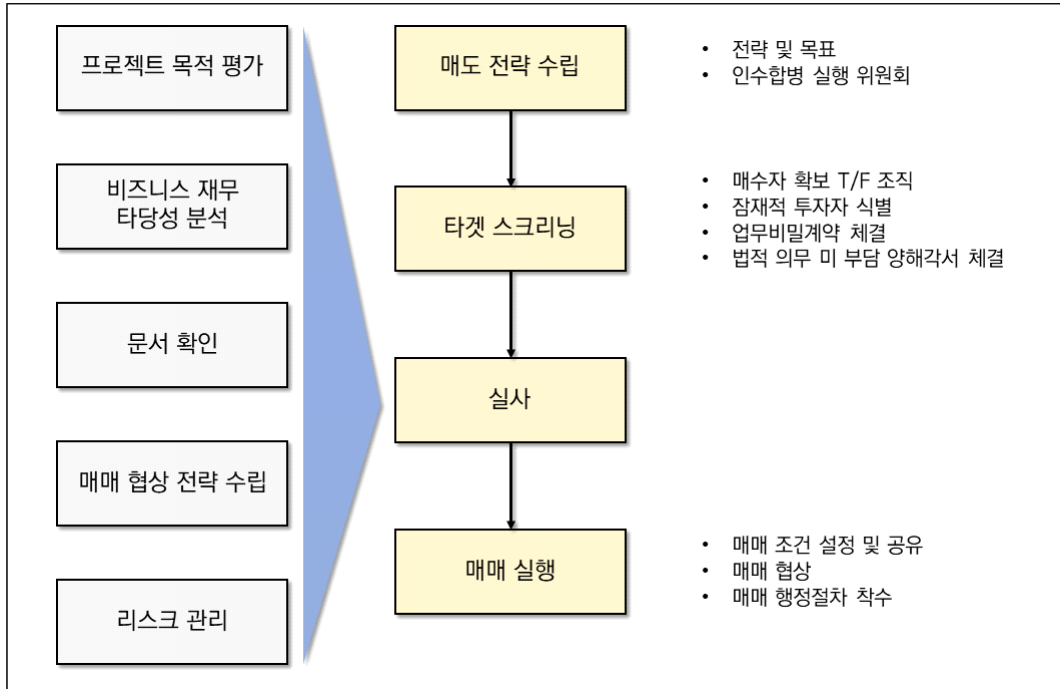 프로젝트 목적 평가
비즈니스 재무
타당성 분석
문서 확인
매매 협상 전략 수립
리스크 관리
매도 전략 수립
• 전략 및 목표
• 인수합병 실행 위원회
타겟 스크리닝
• 매수자 확보 T/F 조직
• 잠재적 투자자 식별
• 업무비밀계약 체결
• 법적 의무 미 부담 양해각서 체결
실사
매매 실행
• 매매 조건 설정 및 공유
• 매매 협상
• 매매 행정절차 착수